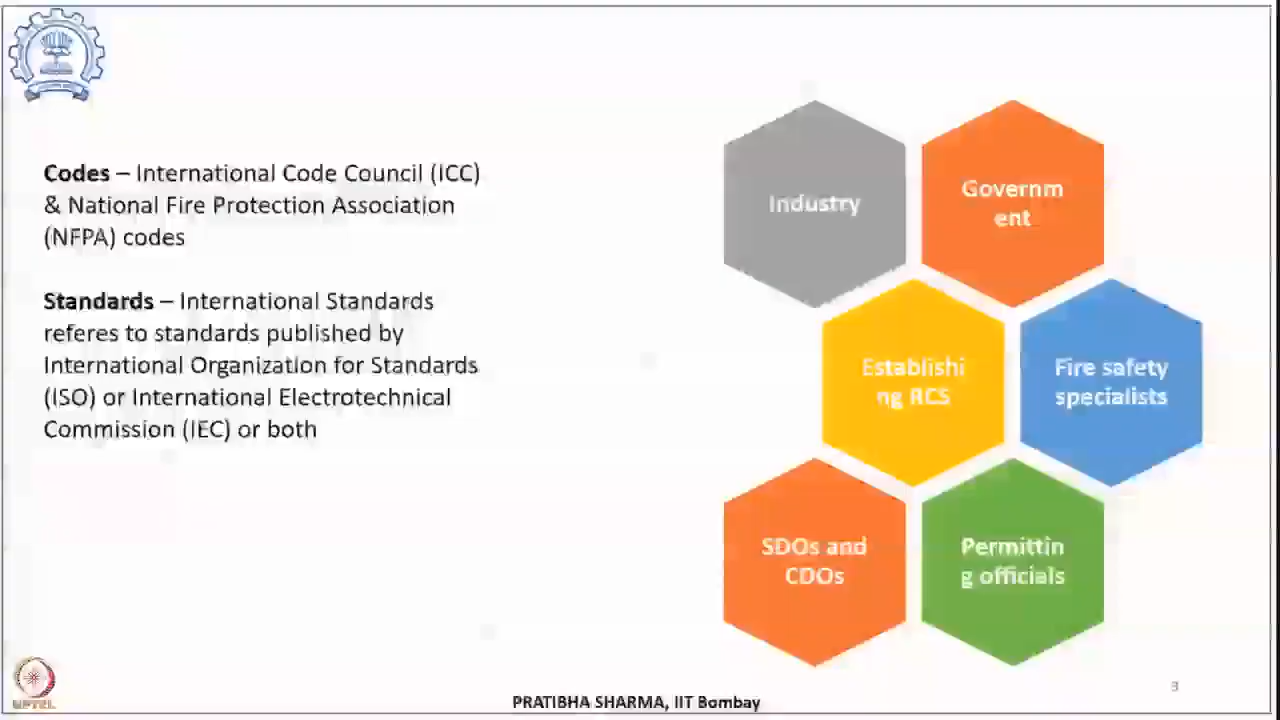 Codes – International Code Council (ICC)
& National Fire Protection Association
(NFPA) codes
Standards – International Standards
referes to standards published by
International Organization for Standards
(ISO) or International Electrotechnical
Commission (IEC) or both
Industry
Governm
ent
Establishi
ng RCS
Fire safety
specialists
SDOs and
CDOs
Permittin
g officials
NPTEL
PRATIBHA SHARMA, IIT Bombay
3